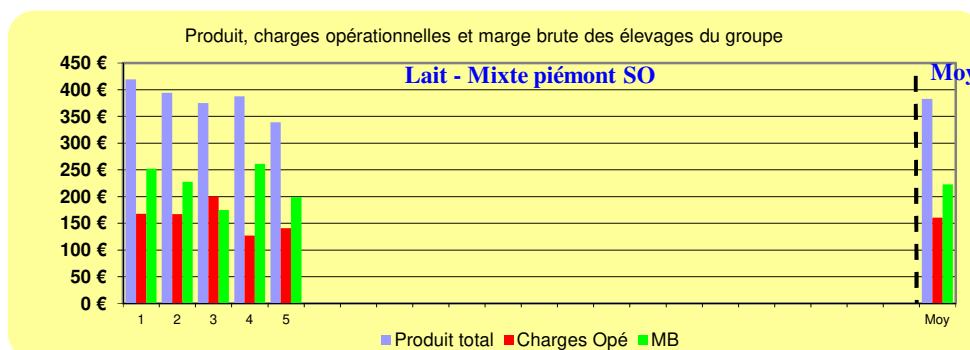 Produit, charges opérationnelles et marge brute des élevages du groupe
Lait - Mixte piémont SO
Moy
450 €
400 €
350 €
300 €
250 €
200 €
150 €
100 €
50 €
0 €
1 2 3 4 5 Moy
Produit total Charges Opé MB